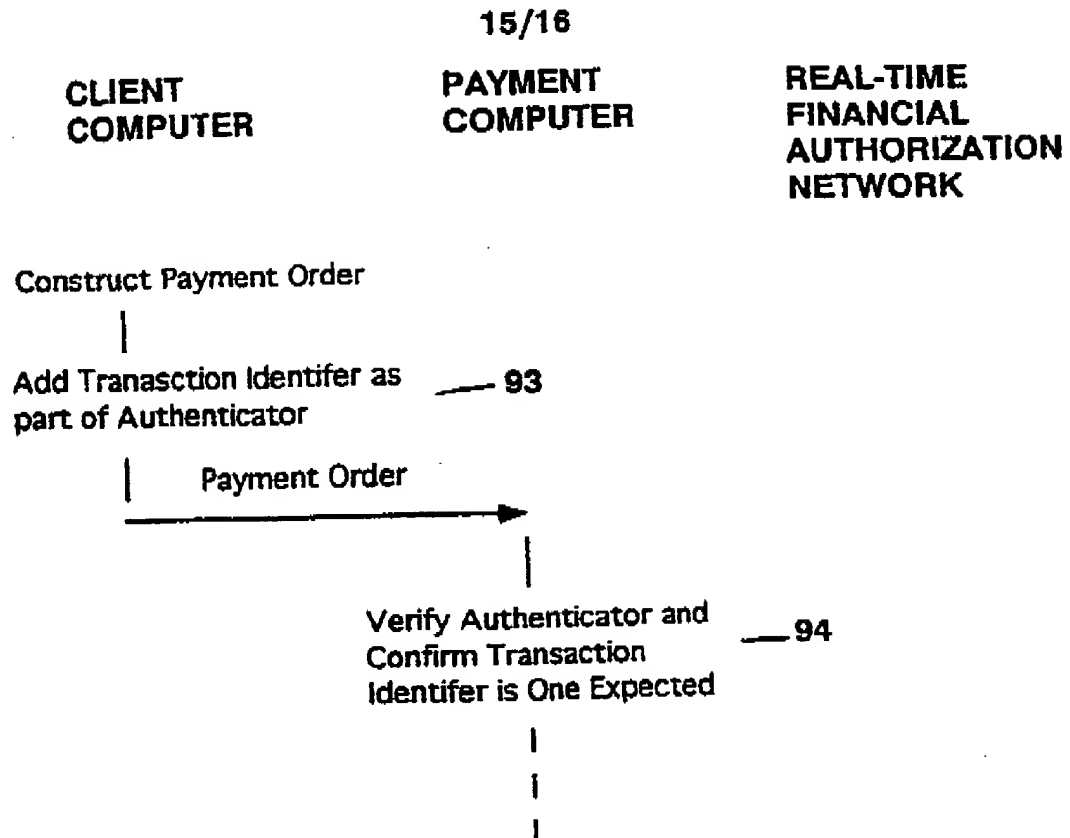 15/16
CLIENT
COMPUTER
PAYMENT
COMPUTER
REAL-TIME
FINANCIAL
AUTHORIZATION
NETWORK
Construct Payment Order
Add Tranasction Identifer as
part of Authenticator
93
Payment Order
Verify Authenticator and
Confirm Transaction
Identifer is One Expected
94